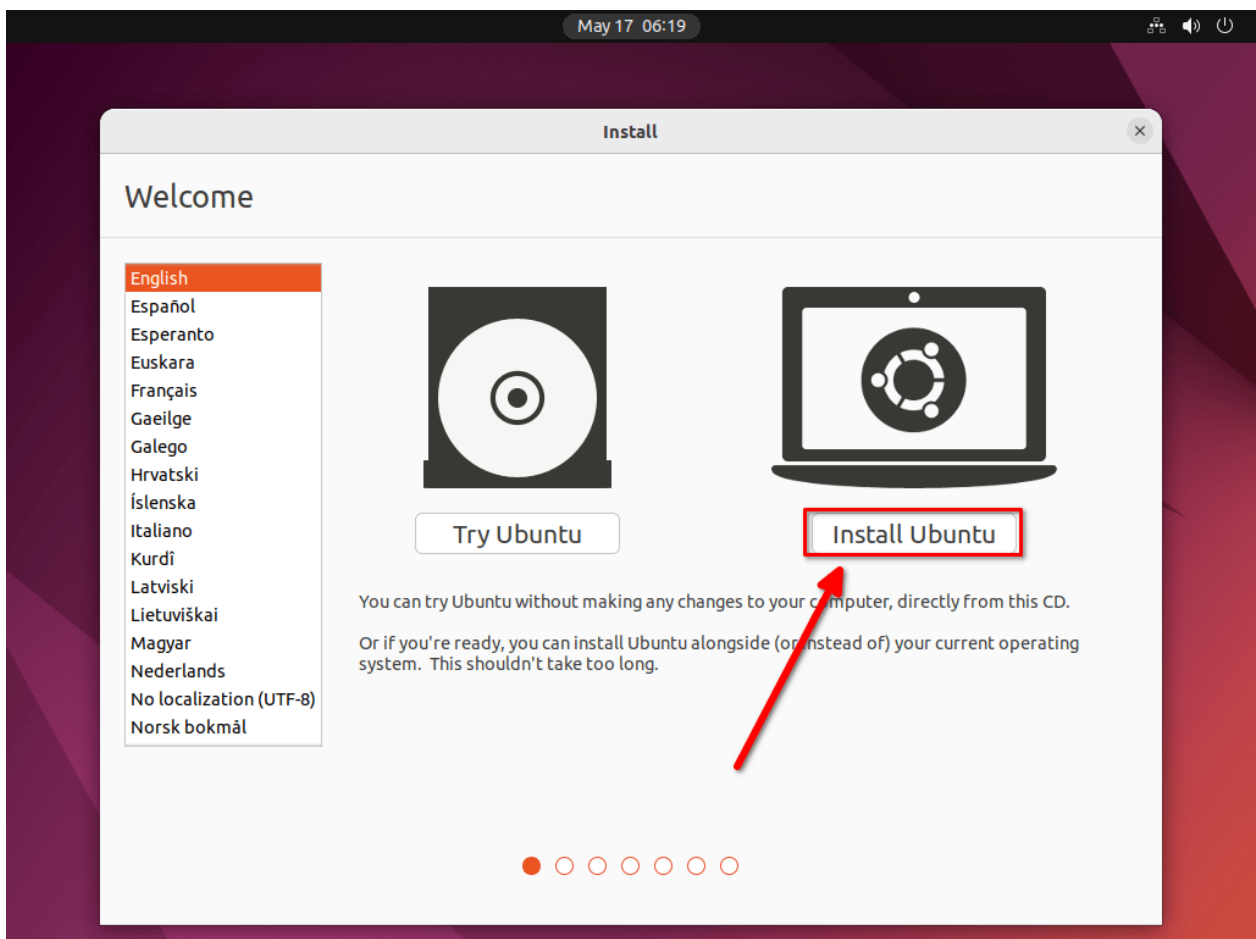 May 17 06:19
Install
Welcome
English
Español
Esperanto
Euskara
Français
Gaeilge
Galego
Hrvatski
Íslenska
Italiano
Kurdî
Latviski
Lietuviškai
Magyar
Nederlands
No localization (UTF-8)
Norsk bokmål
Try Ubuntu
Install Ubuntu
You can try Ubuntu without making any changes to your computer, directly from this CD.
Or if you're ready, you can install Ubuntu alongside (or instead of) your current operating
system. This shouldn't take too long.